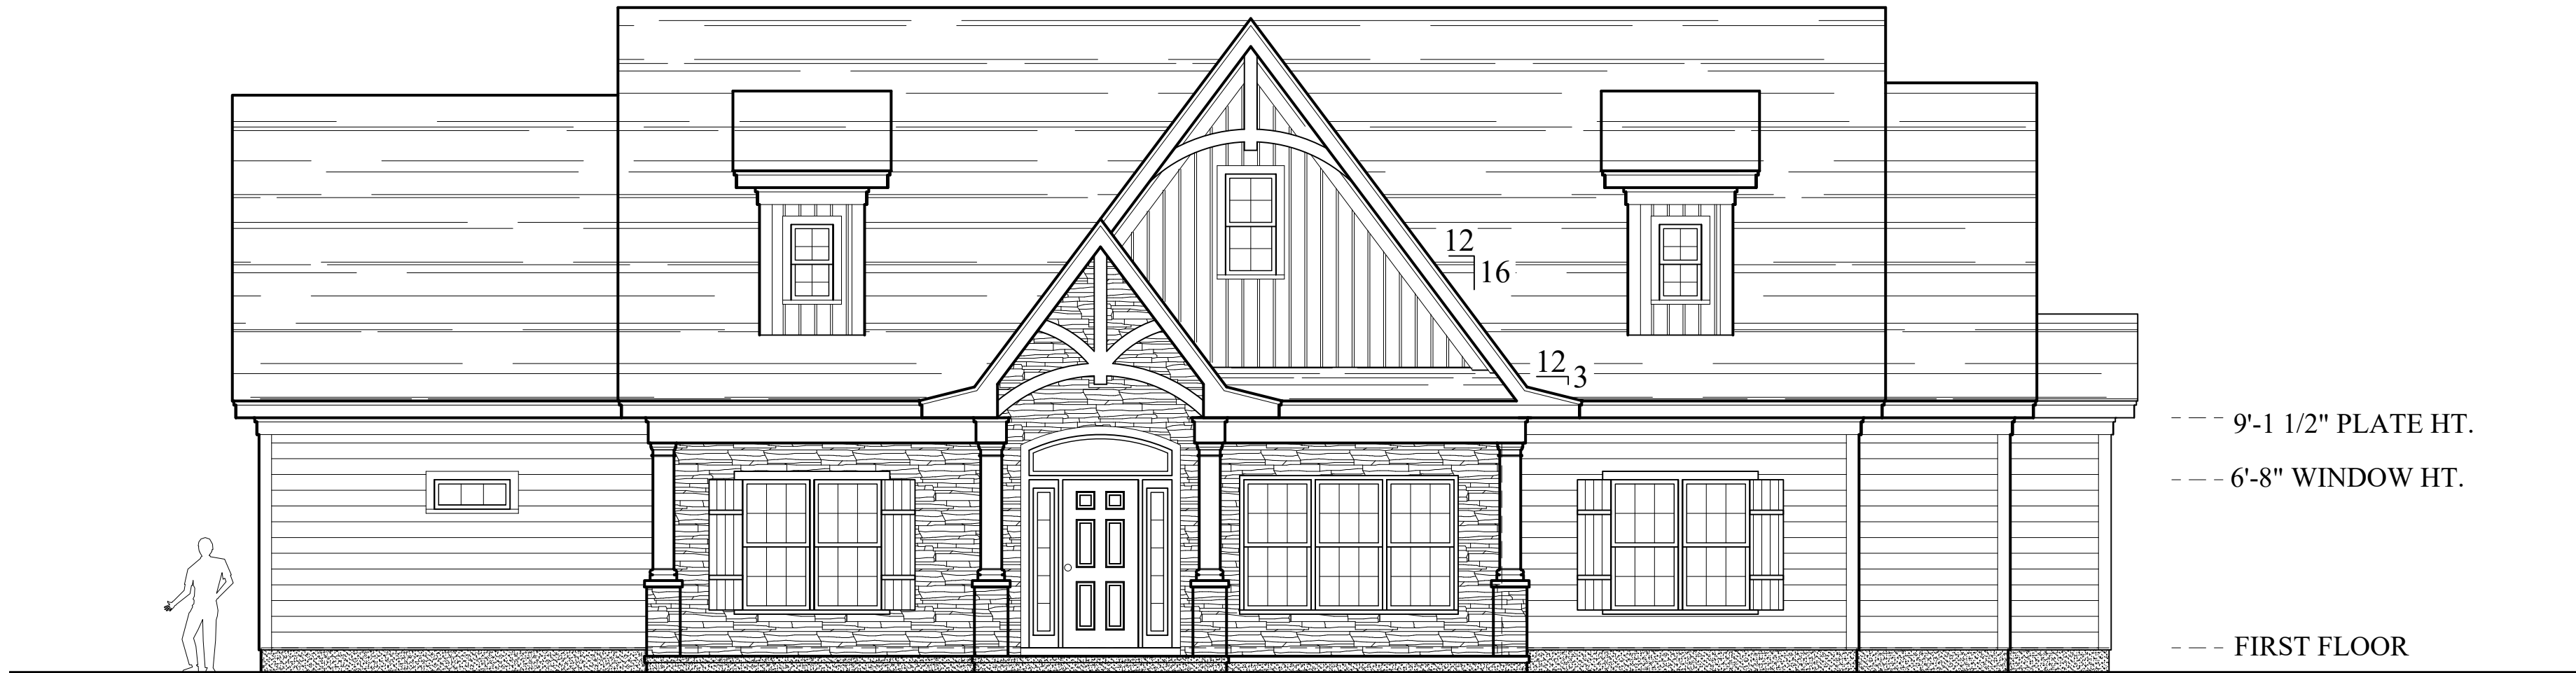 12
16
12
3
9'-1 1/2" PLATE HT.
6'-8" WINDOW HT.
FIRST FLOOR